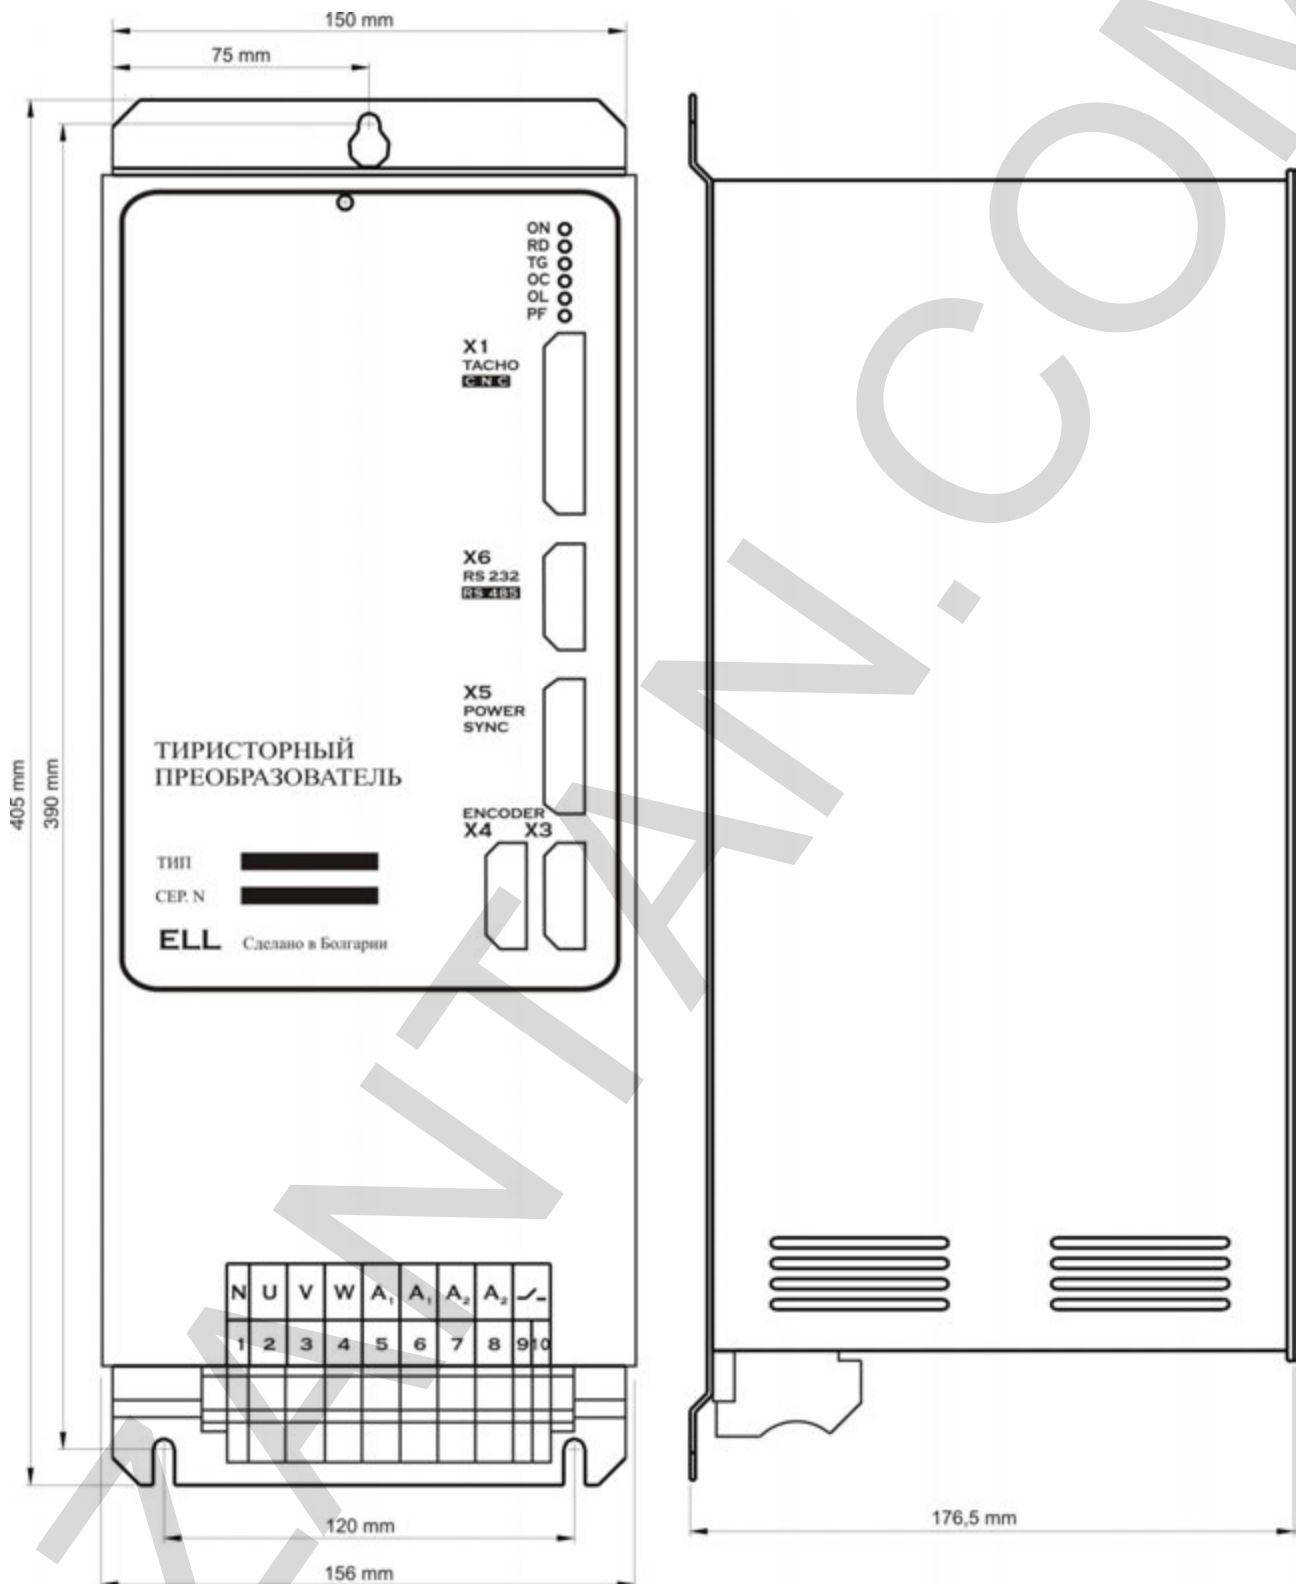 150 mm
75 mm
ON
RD
TG
OC
OL
PF
X1
TACHO
CNC
X6
RS 232
RS 485
X5
POWER
SYNC
ТИРИСТОРНЫЙ
ПРЕОБРАЗОВАТЕЛЬ
405 mm
390 mm
ENCODER
X4 X3
ТИП
СЕР. N
ELL Сделано в Болгарии
N U V W A₁ A₁ A₂ A₂
1 2 3 4 5 6 7 8 9 10
120 mm
156 mm
176,5 mm
ZANTAN.COM